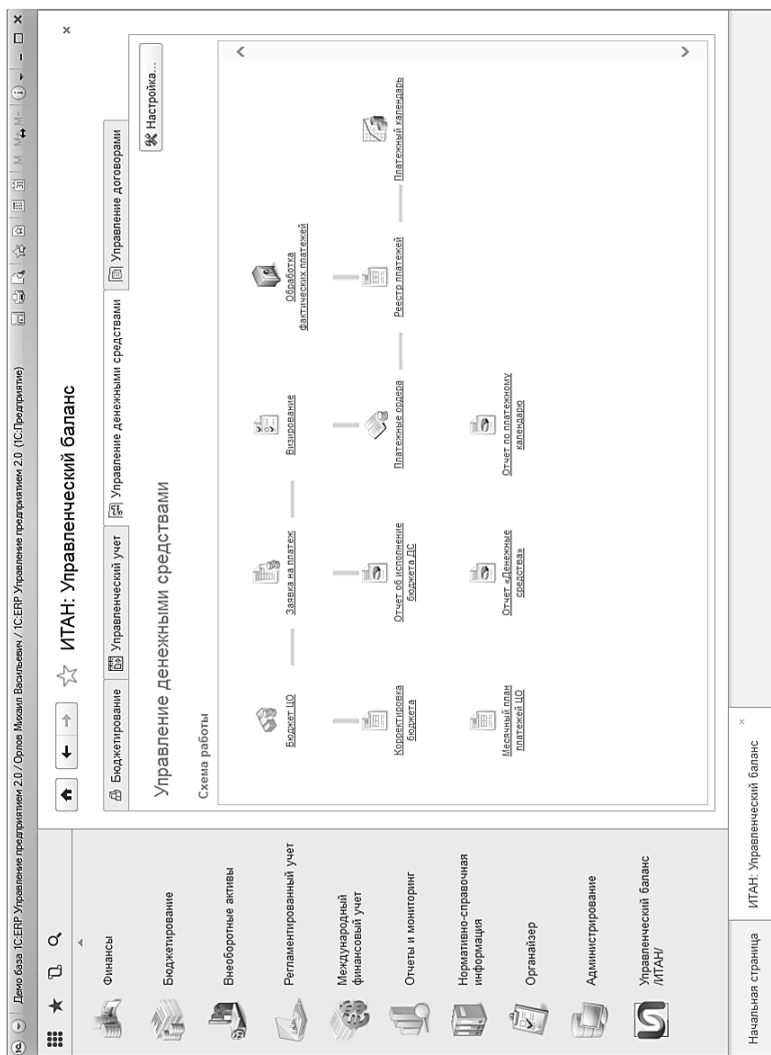 Демо база 1С:ERP Управление предприятием 2.0 / Орлов Михаил Васильевич / 1С:ERP Управление предприятием 2.0 (1С:Предприятие)
M M+ M-
Финансы
Бюджетирование
Внеоборотные активы
Регламентированный учет
Международный
финансовый учет
Отчеты и мониторинг
Нормативно-справочная
информация
Органайзер
Администрирование
Управленческий баланс
/ИТАН/
ИТАН: Управленческий баланс
Бюджетирование
Управленческий учет
Управление денежными средствами
Управление договорами
Управление денежными средствами
Настройка...
Схема работы
Бюджет ЦО
Заявка на платеж
Визирование
Обработка
фактических платежей
Корректировка
бюджета
Отчет об исполнение
бюджета ДС
Платежные ордера
Реестр платежей
Платежный календарь
Месячный план
платежей ЦО
Отчет «Денежные
средства»
Отчет по платежному
календарю
Начальная страница
ИТАН: Управленческий баланс